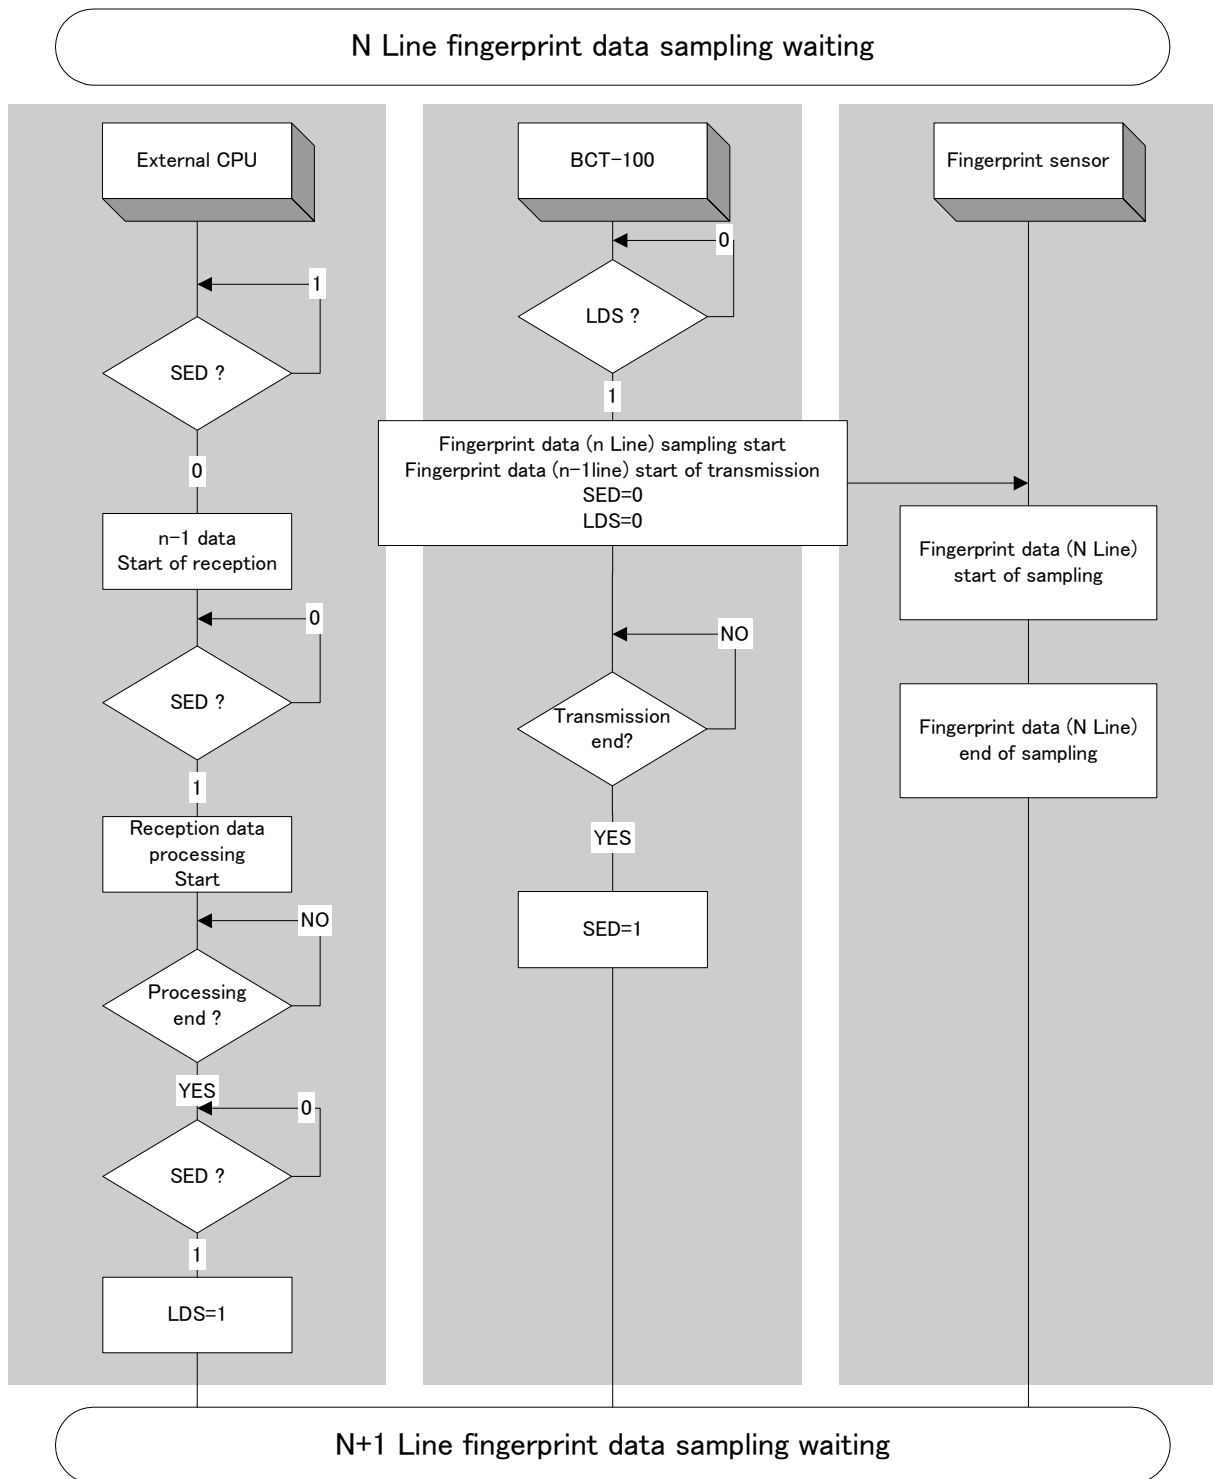 N Line fingerprint data sampling waiting
External CPU
1
SED ?
0
n-1 data
Start of reception
0
SED ?
1
Reception data
processing
Start
NO
Processing
end ?
YES
0
SED ?
1
LDS=1
BCT-100
0
LDS ?
1
Fingerprint data (n Line) sampling start
Fingerprint data (n-1line) start of transmission
SED=0
LDS=0
NO
Transmission
end?
YES
SED=1
Fingerprint sensor
Fingerprint data (N Line)
start of sampling
Fingerprint data (N Line)
end of sampling
N+1 Line fingerprint data sampling waiting